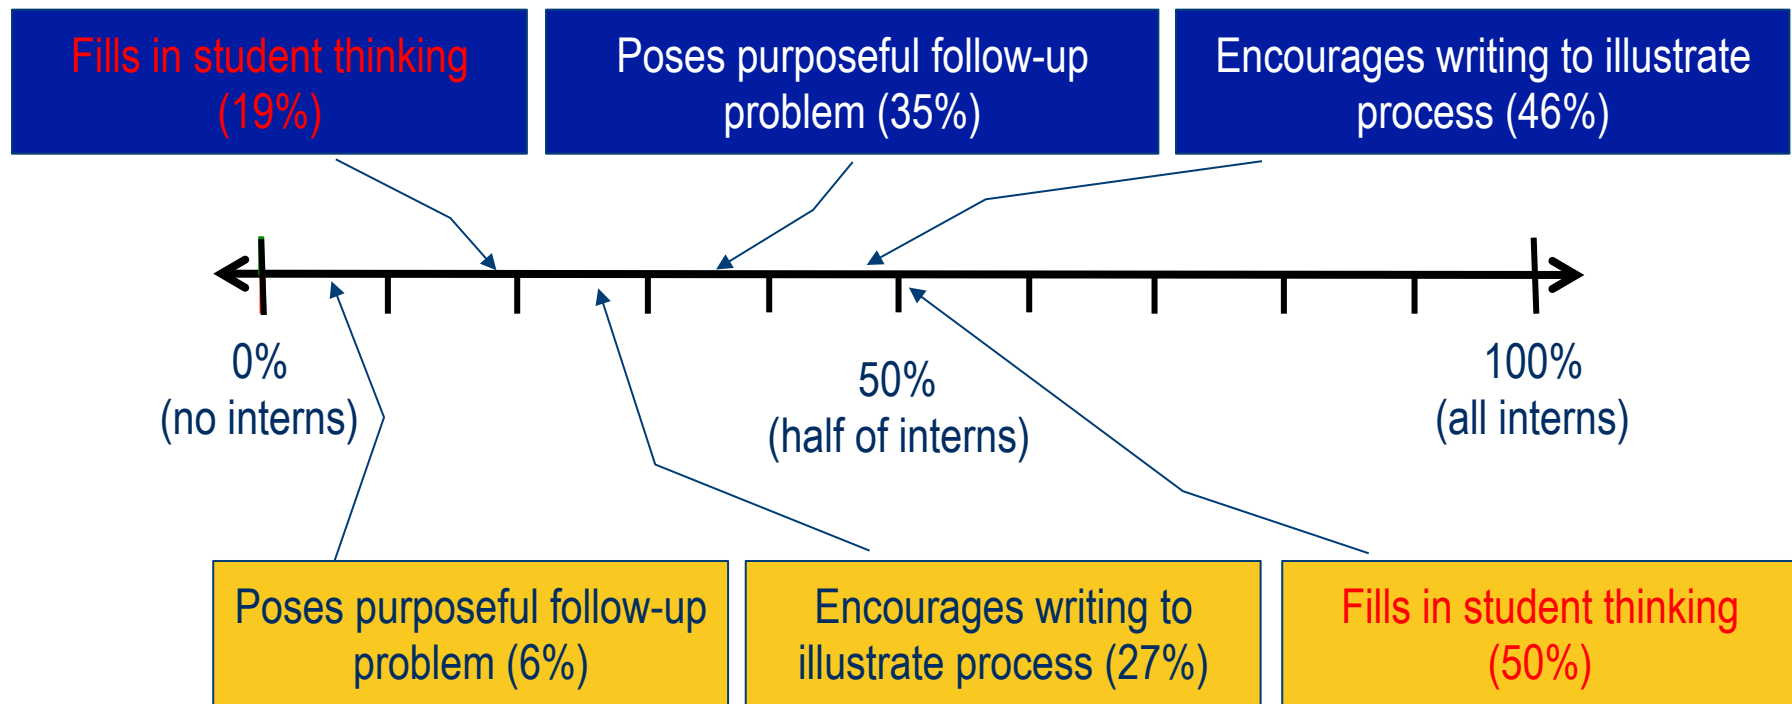 Fills in student thinking
(19%)
Poses purposeful follow-up
problem (35%)
Encourages writing to illustrate
process (46%)
0%
(no interns)
50%
(half of interns)
100%
(all interns)
Poses purposeful follow-up
problem (6%)
Encourages writing to
illustrate process (27%)
Fills in student thinking
(50%)